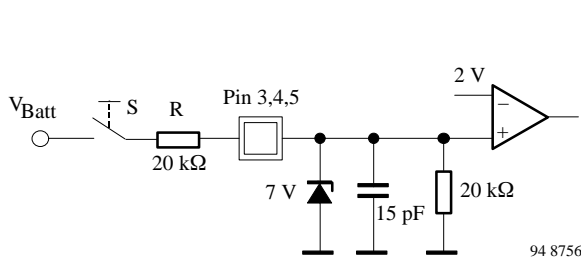 V Batt
S
R
20 kΩ
Pin 3,4,5
2 V
−
+
7 V
15 pF
20 kΩ
94 8756